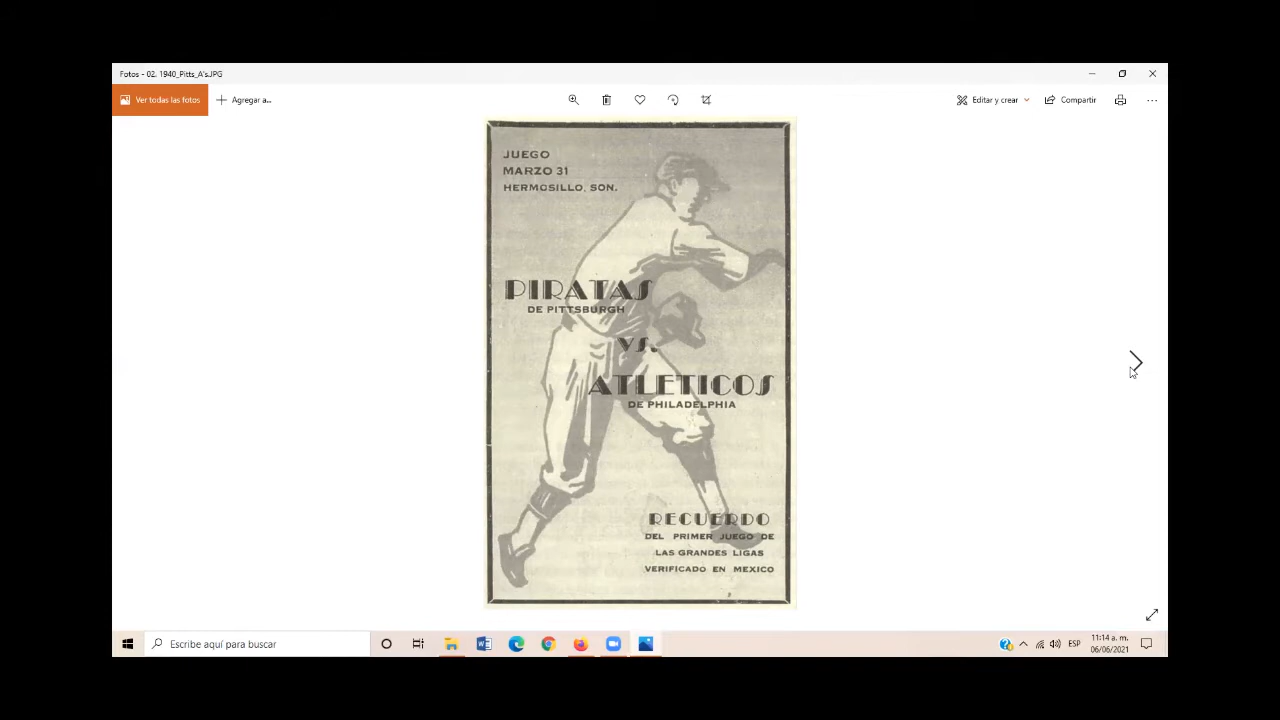 Fotos - 02. 1940_Pitts_A's.JPG
Ver todas las fotos
Agregar a...
Editar y crear
Compartir
JUEGO
MARZO 31
HERMOSILLO, SON.
PIRATAS
DE PITTSBURGH
VS.
ATLETICOS
DE PHILADELPHIA
RECUERDO
DEL PRIMER JUEGO DE
LAS GRANDES LIGAS
VERIFICADO EN MEXICO
Escribe aquí para buscar
ESP
11:14 a. m.
06/06/2021